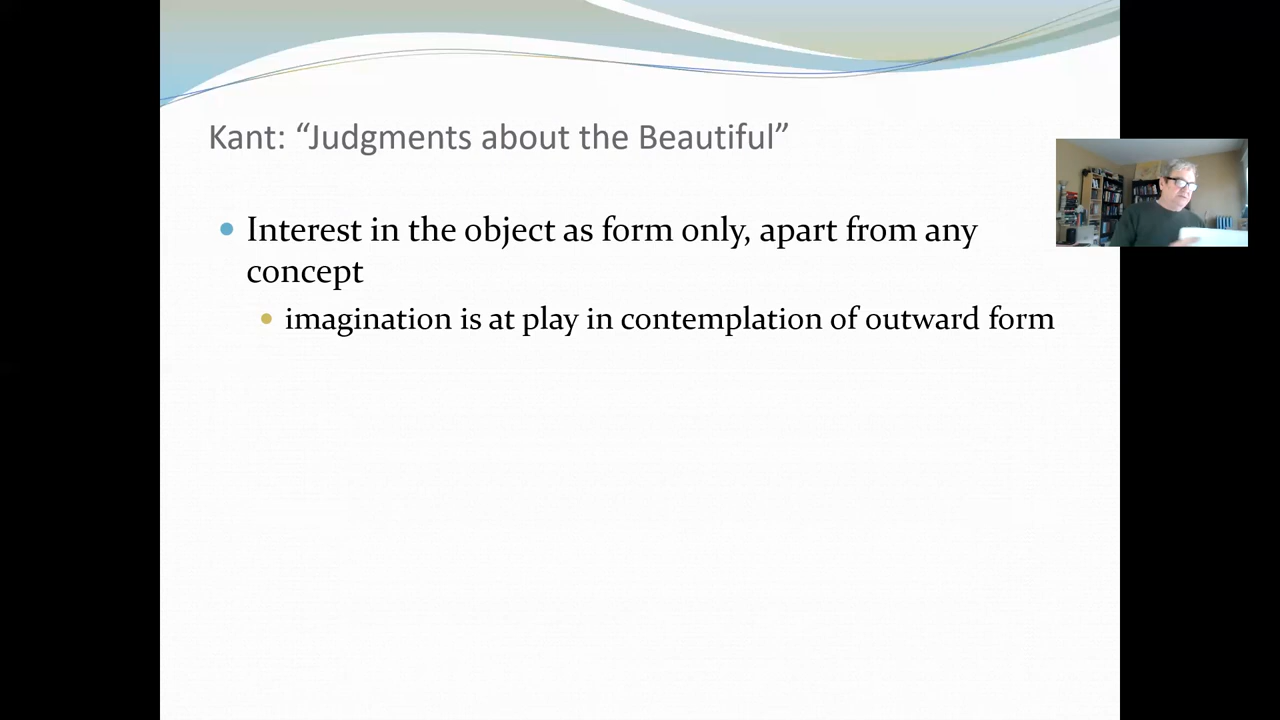 Kant: “Judgments about the Beautiful”
Interest in the object as form only, apart from any
concept
imagination is at play in contemplation of outward form